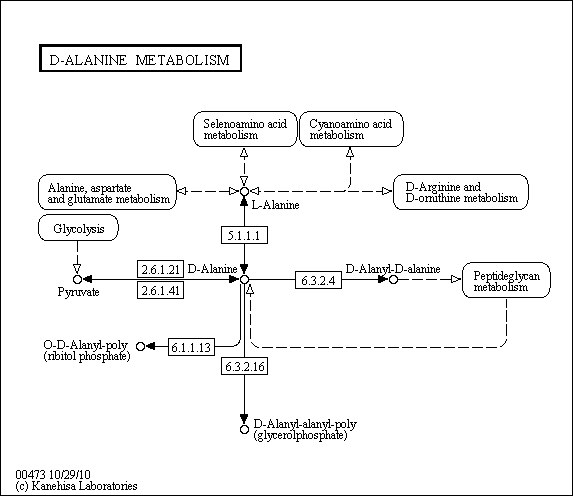 D-ALANINE METABOLISM
Selenoamino acid
metabolism
Cyanoamino acid
metabolism
Alanine, aspartate
and glutamate metabolism
L-Alanine
D-Arginine and
D-ornithine metabolism
Glycolysis
5.1.1.1
2.6.1.21
D-Alanine
D-Alanyl-D-alanine
Peptideglycan
metabolism
6.3.2.4
Pyruvate
2.6.1.41
O-D-Alanyl-poly
(ribitol phosphate)
6.1.1.13
6.3.2.16
D-Alanyl-alanyl-poly
(glycerolphosphate)
00473 10/29/10
(c) Kanehisa Laboratories